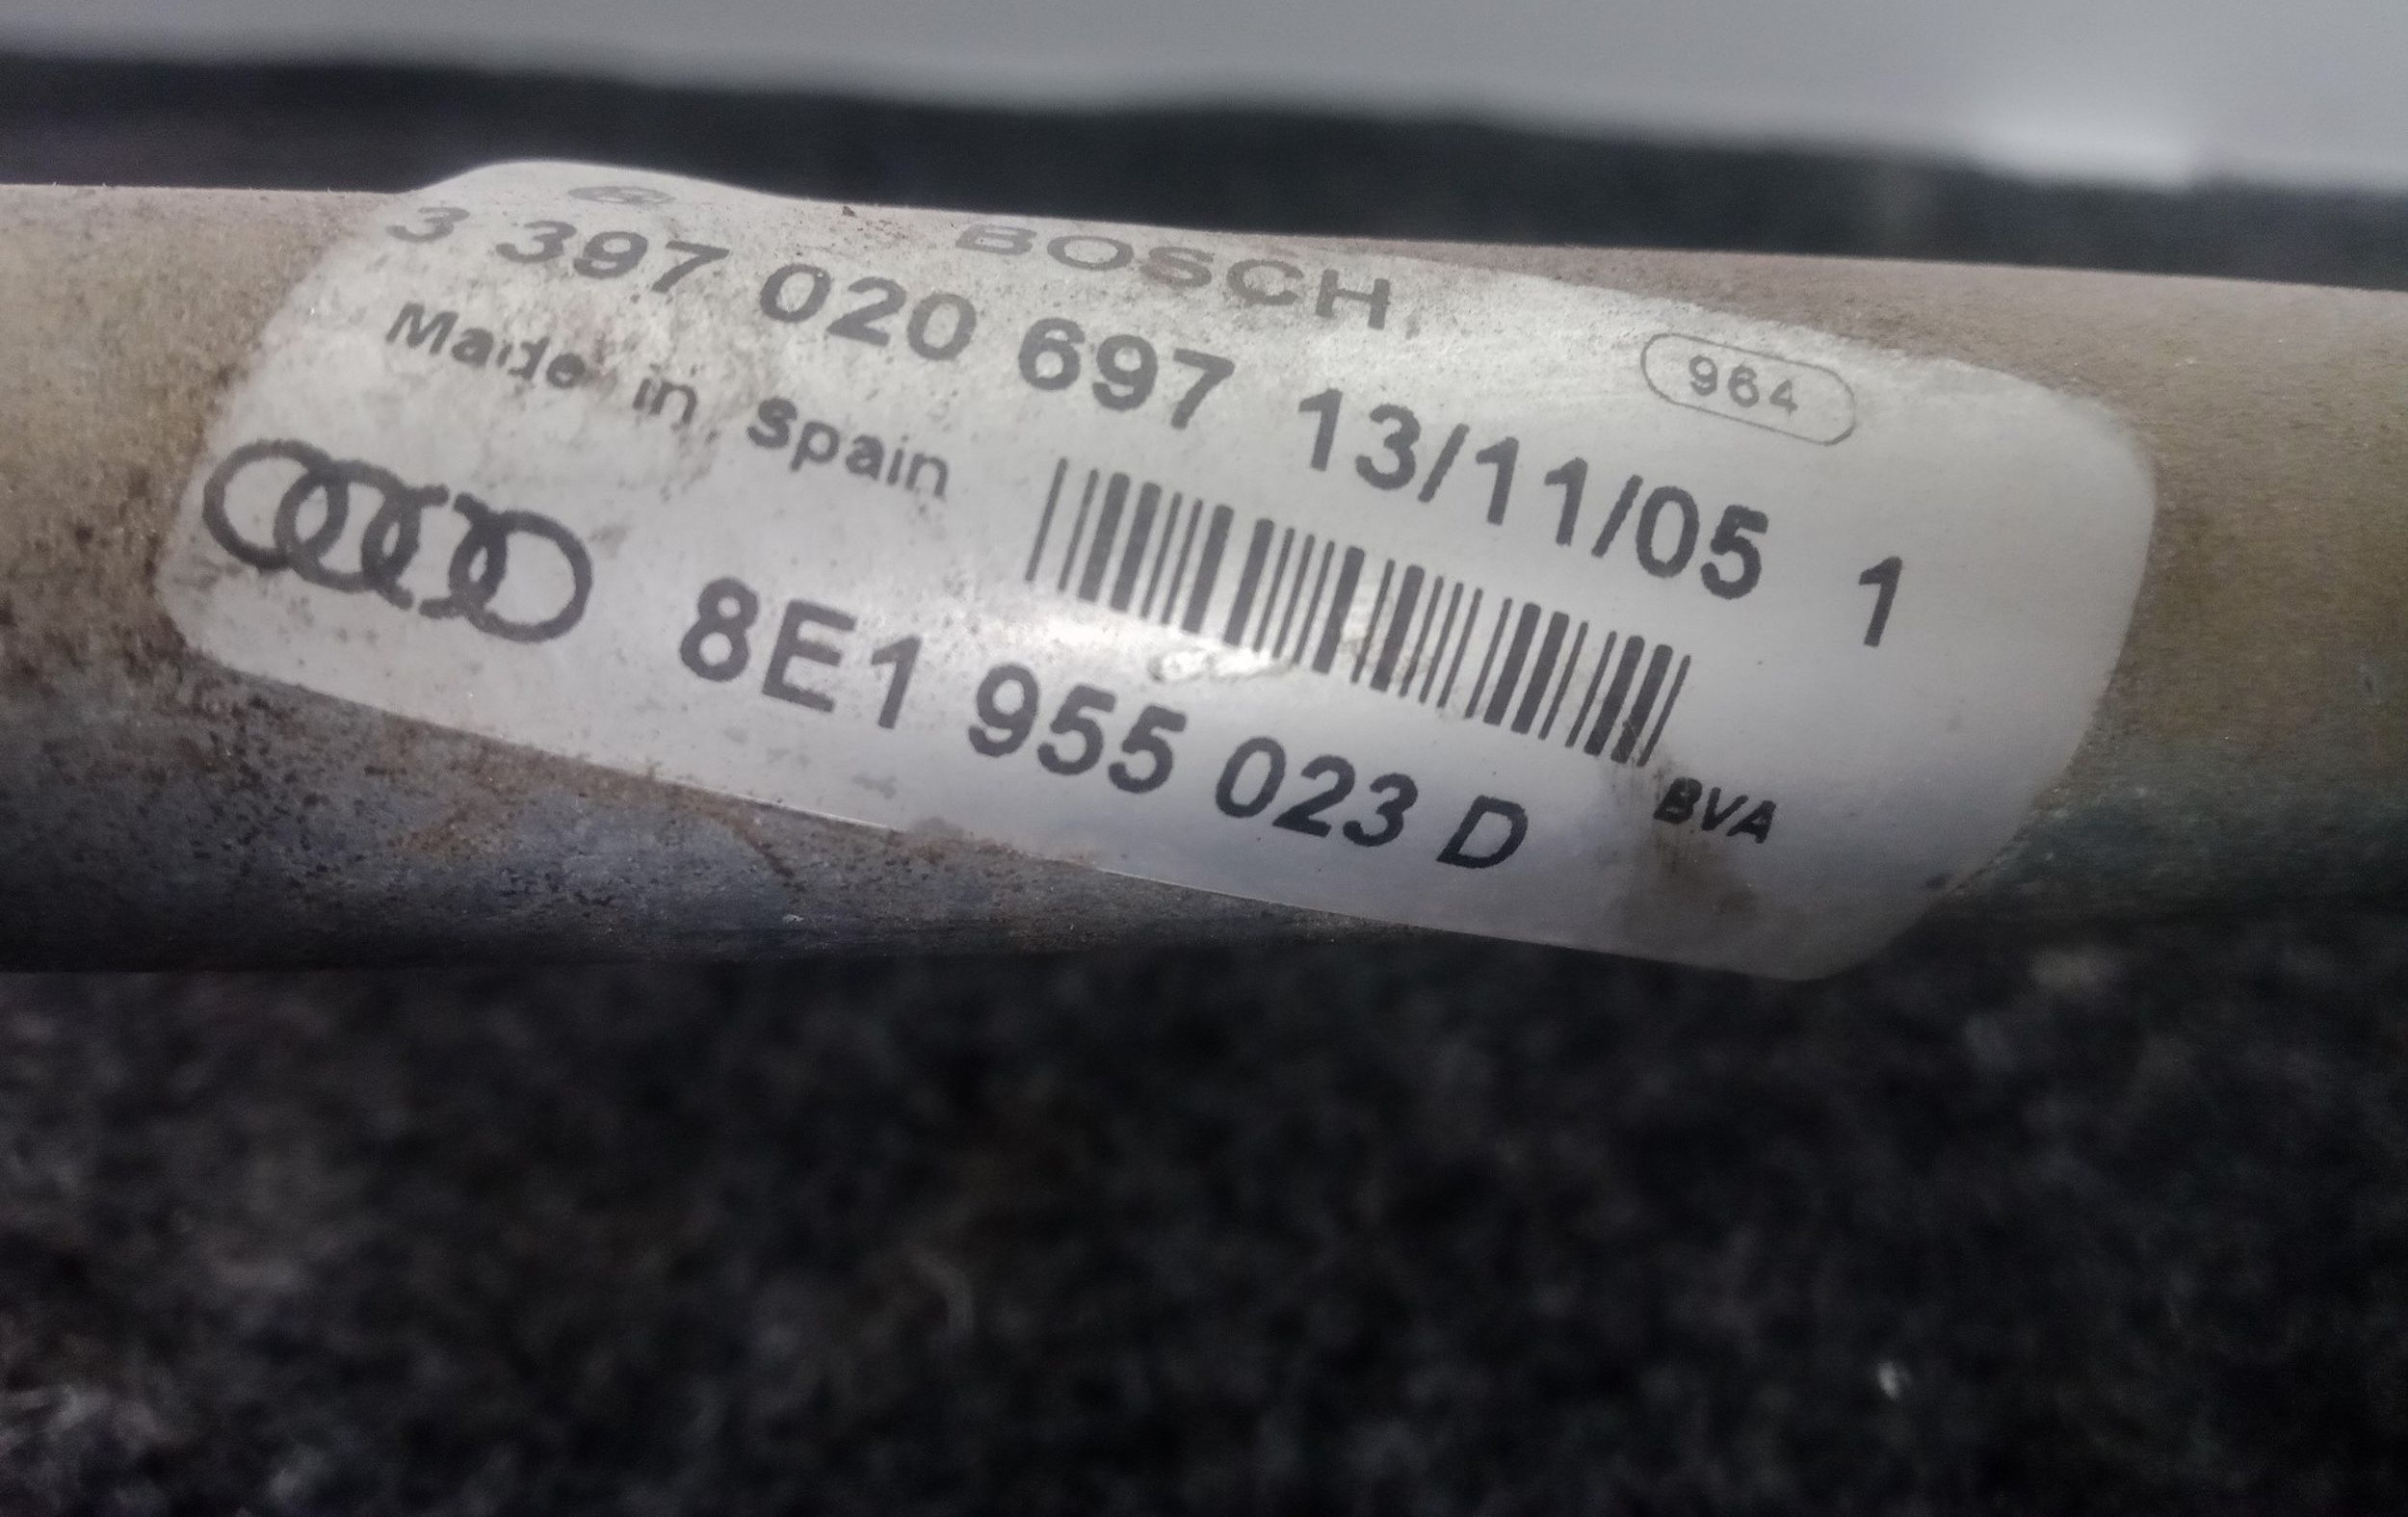 BOSCH
964
3 397 020 697 13/11/05 1
Made in Spain
8E1 955 023 D
BVA